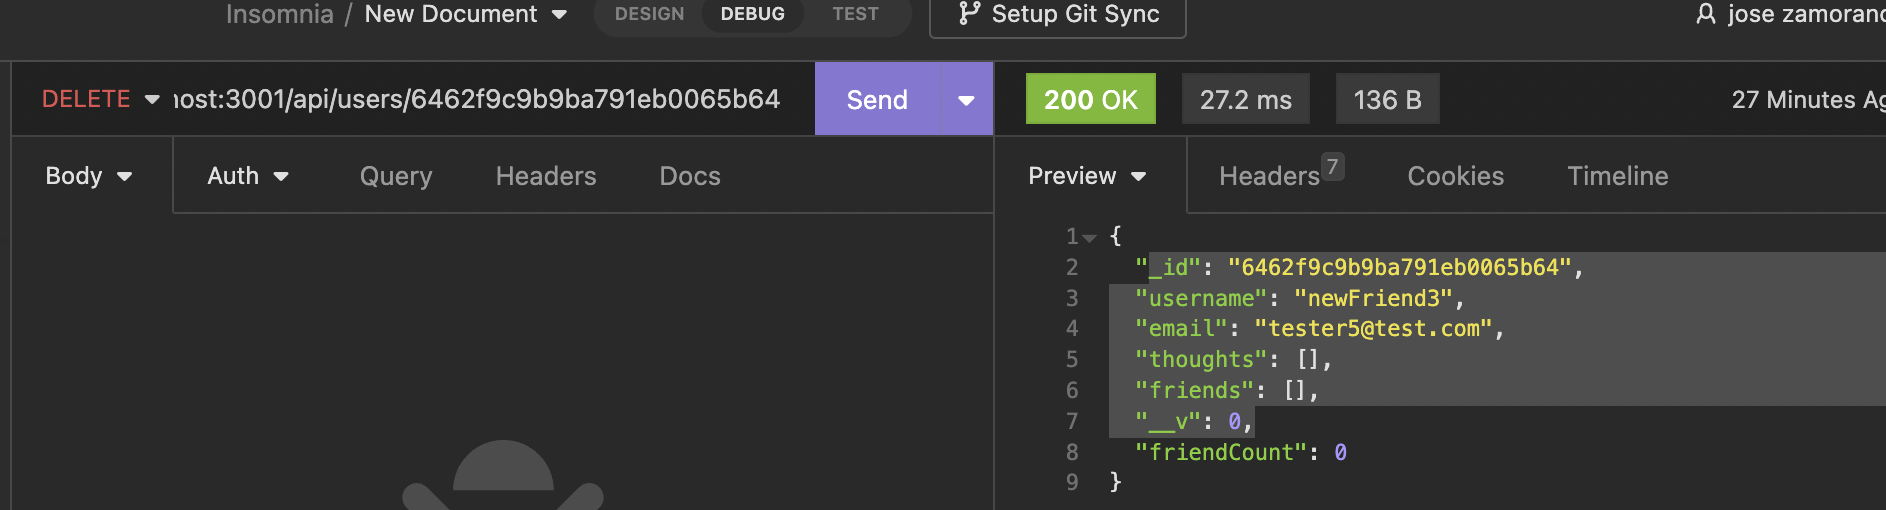 Insomnia / New Document DESIGN DEBUG TEST Setup Git Sync jose zamorano
DELETE host:3001/api/users/6462f9c9b9ba791eb0065b64 Send 200 OK 27.2 ms 136 B 27 Minutes Ag
Body Auth Query Headers Docs Preview Headers 7 Cookies Timeline
1 {
2 "_id": "6462f9c9b9ba791eb0065b64",
3 "username": "newFriend3",
4 "email": "tester5@test.com",
5 "thoughts": [],
6 "friends": [],
7 "__v": 0,
8 "friendCount": 0
9 }